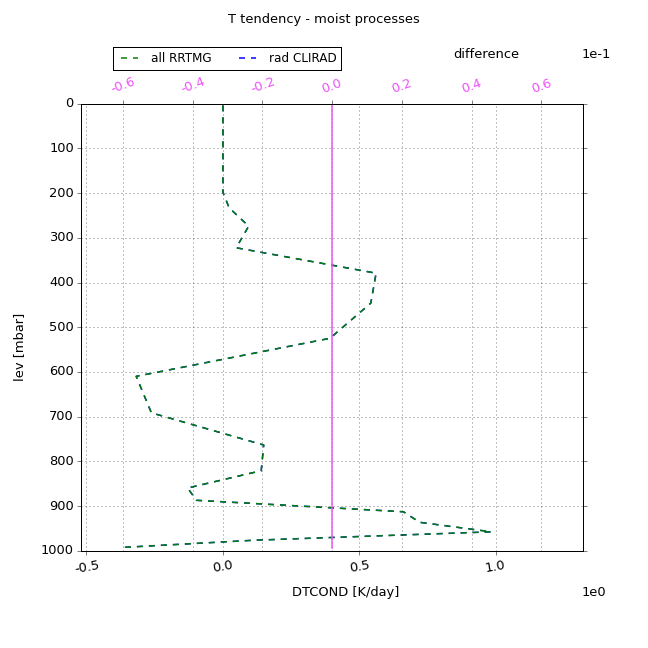 T tendency - moist processes
all RRTMG rad CLIRAD difference 1e-1
-0.6 -0.4 -0.2 0.0 0.2 0.4 0.6
0
100
200
300
400
500
600
700
800
900
1000
lev [mbar]
-0.5 0.0 0.5 1.0
DTCOND [K/day] 1e0